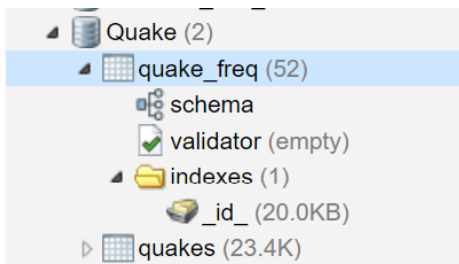 Quake (2)
quake_freq (52)
schema
validator (empty)
indexes (1)
_id_ (20.0KB)
quakes (23.4K)